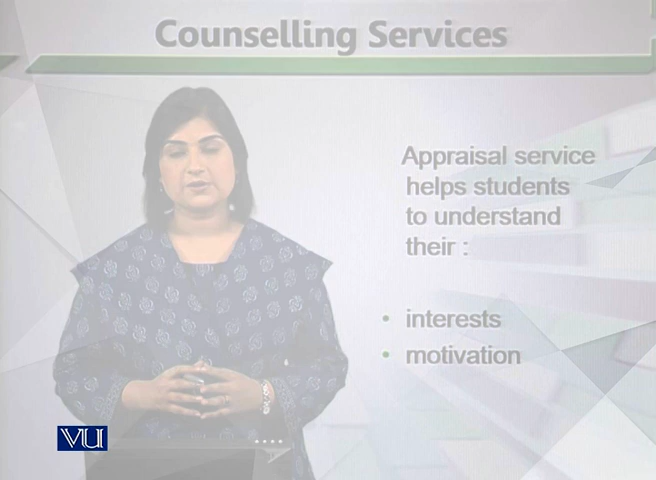 Counselling Services
Appraisal service
helps students
to understand
their :
• interests
• motivation
VU